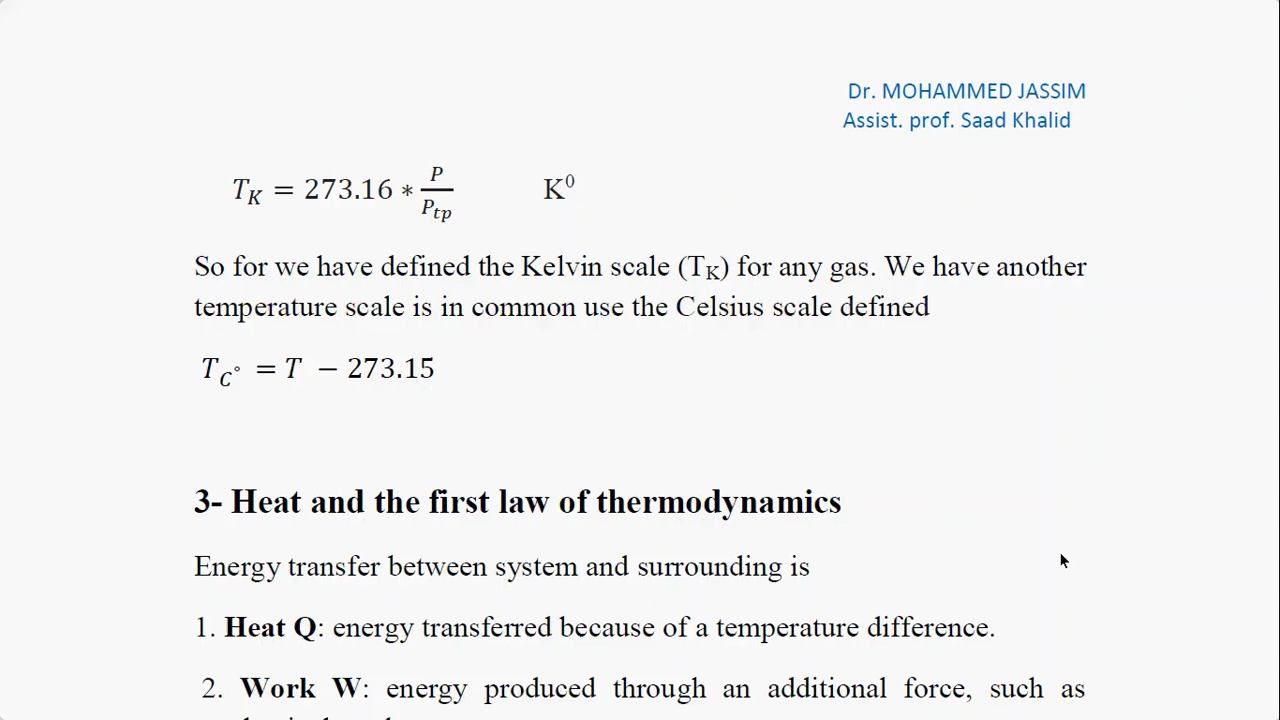 Dr. MOHAMMED JASSIM
Assist. prof. Saad Khalid
T_K = 273.16 * P/P_tp K⁰
So for we have defined the Kelvin scale (T_K) for any gas. We have another
temperature scale is in common use the Celsius scale defined
T_C° = T − 273.15
3- Heat and the first law of thermodynamics
Energy transfer between system and surrounding is
1. Heat Q: energy transferred because of a temperature difference.
2. Work W: energy produced through an additional force, such as